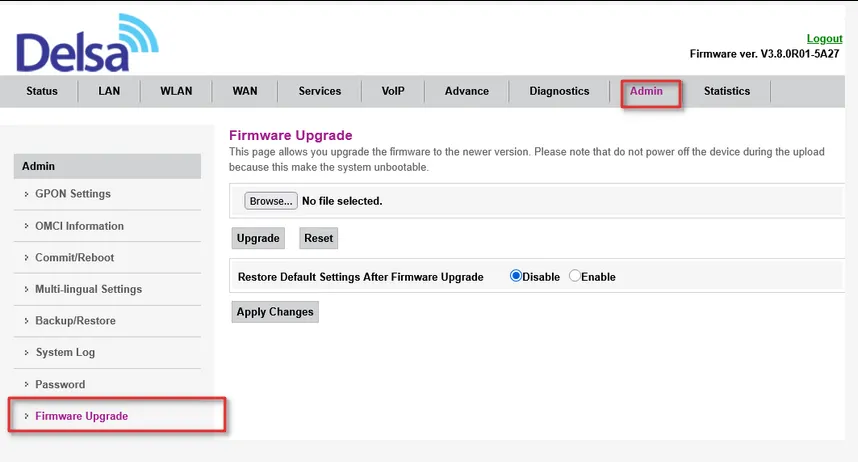 Delsa
Logout
Firmware ver. V3.8.0R01-5A27
Status LAN WLAN WAN Services VoIP Advance Diagnostics Admin Statistics
Admin
GPON Settings
OMCI Information
Commit/Reboot
Multi-lingual Settings
Backup/Restore
System Log
Password
Firmware Upgrade
Firmware Upgrade
This page allows you upgrade the firmware to the newer version. Please note that do not power off the device during the upload
because this make the system unbootable.
Browse... No file selected.
Upgrade Reset
Restore Default Settings After Firmware Upgrade Disable Enable
Apply Changes